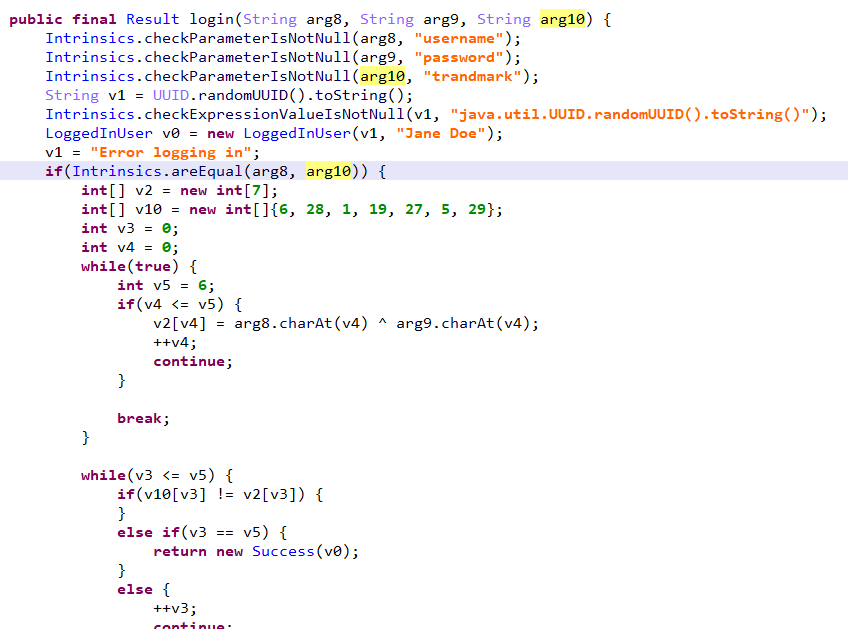 public final Result login(String arg8, String arg9, String arg10) {
Intrinsics.checkParameterIsNotNull(arg8, "username");
Intrinsics.checkParameterIsNotNull(arg9, "password");
Intrinsics.checkParameterIsNotNull(arg10, "trandmark");
String v1 = UUID.randomUUID().toString();
Intrinsics.checkExpressionValueIsNotNull(v1, "java.util.UUID.randomUUID().toString()");
LoggedInUser v0 = new LoggedInUser(v1, "Jane Doe");
v1 = "Error logging in";
if(Intrinsics.areEqual(arg8, arg10)) {
int[] v2 = new int[7];
int[] v10 = new int[]{6, 28, 1, 19, 27, 5, 29};
int v3 = 0;
int v4 = 0;
while(true) {
int v5 = 6;
if(v4 <= v5) {
v2[v4] = arg8.charAt(v4) ^ arg9.charAt(v4);
++v4;
continue;
}
break;
}
while(v3 <= v5) {
if(v10[v3] != v2[v3]) {
}
else if(v3 == v5) {
return new Success(v0);
}
else {
++v3;
continue;